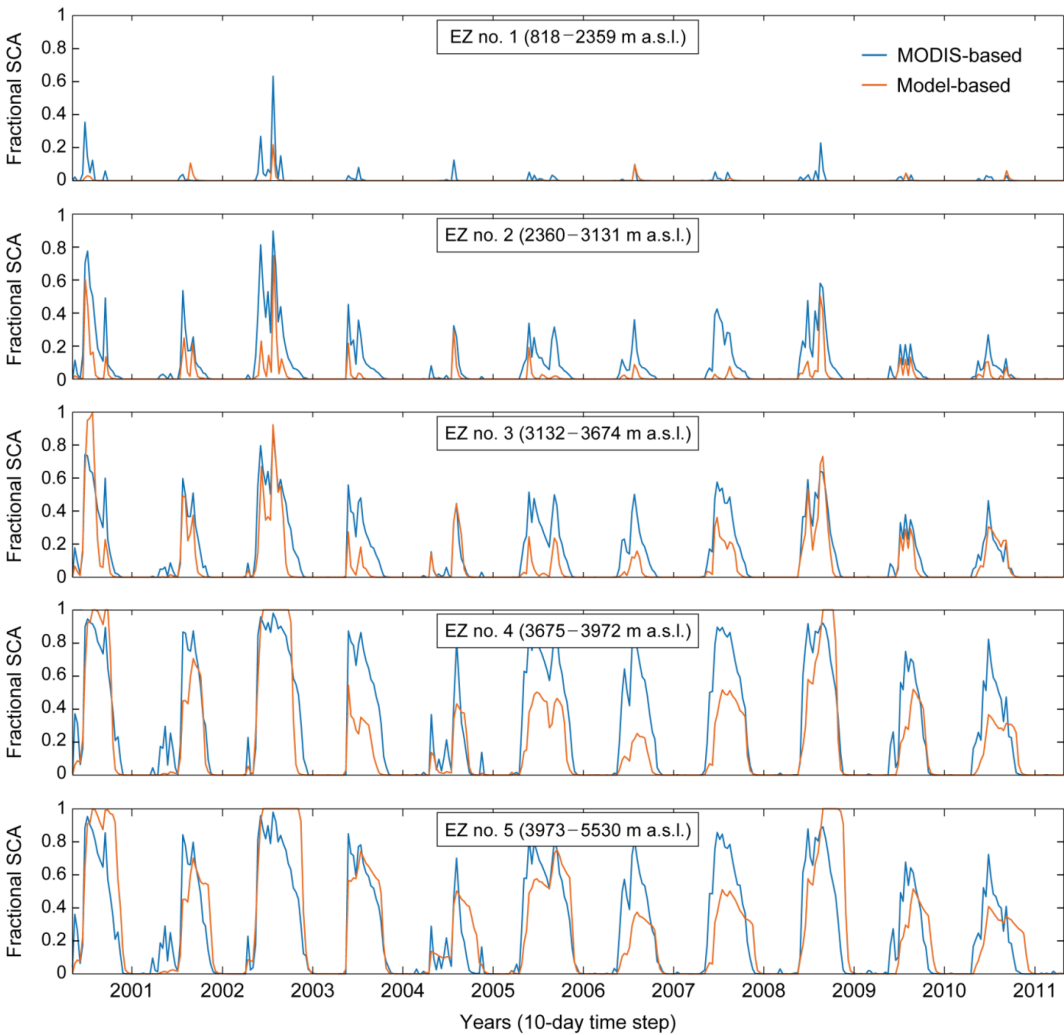 1
EZ no. 1 (818−2359 m a.s.l.)
0.8
MODIS-based
0.6
Model-based
0.4
0.2
0
Fractional SCA
1
EZ no. 2 (2360−3131 m a.s.l.)
0.8
0.6
0.4
0.2
0
Fractional SCA
1
EZ no. 3 (3132−3674 m a.s.l.)
0.8
0.6
0.4
0.2
0
Fractional SCA
1
EZ no. 4 (3675−3972 m a.s.l.)
0.8
0.6
0.4
0.2
0
Fractional SCA
1
EZ no. 5 (3973−5530 m a.s.l.)
0.8
0.6
0.4
0.2
0
Fractional SCA
2001 2002 2003 2004 2005 2006 2007 2008 2009 2010 2011
Years (10-day time step)